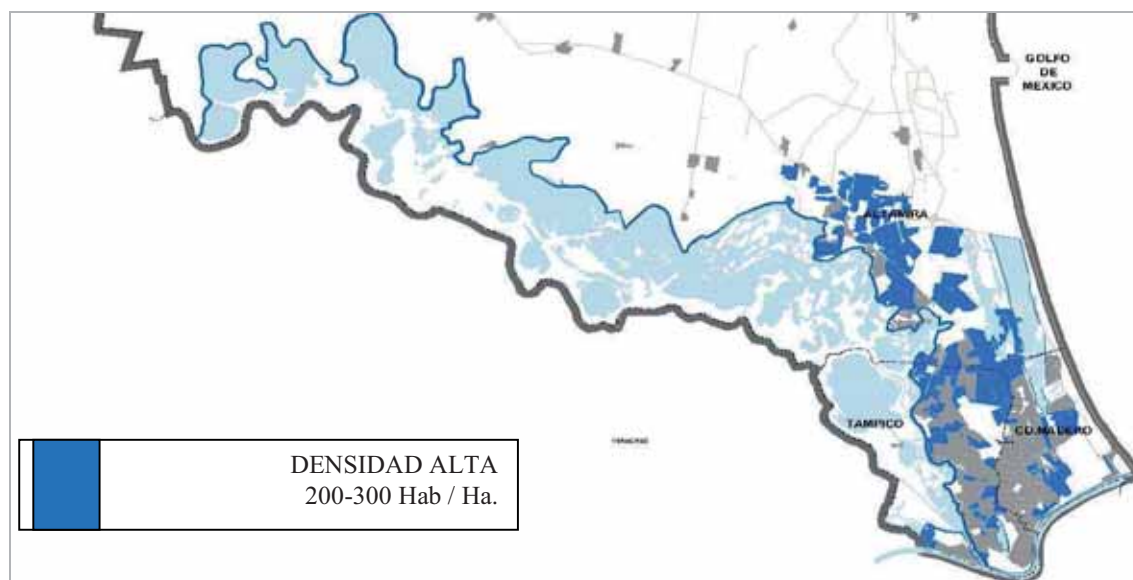 GOLFO
DE
MEXICO
ALTAMIRA
TAMPICO
CD. MADERO
DENSIDAD ALTA
200-300 Hab / Ha.